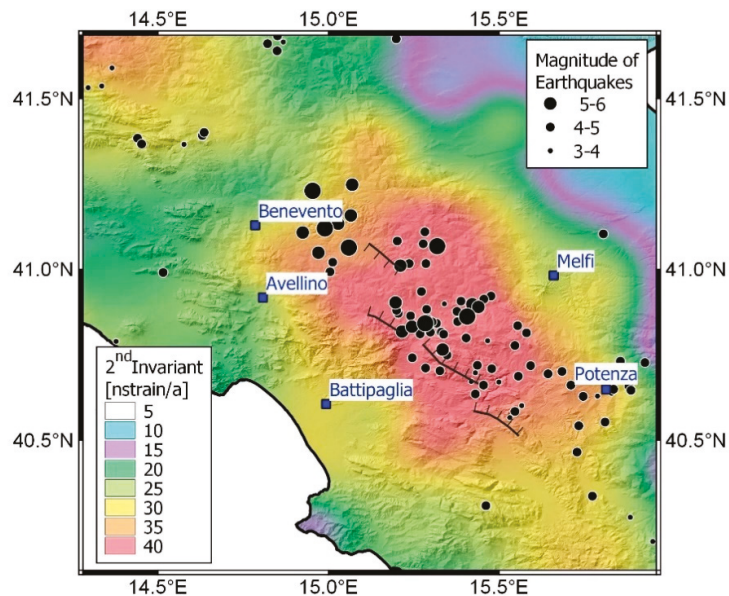 14.5°E 15.0°E 15.5°E
Magnitude of
Earthquakes
5-6
4-5
3-4
41.5°N 41.5°N
Benevento
41.0°N 41.0°N
Melfi
Avellino
2nd Invariant
[nstrain/a]
5
10
15
20
25
30
35
40
Battipaglia
Potenza
40.5°N 40.5°N
14.5°E 15.0°E 15.5°E